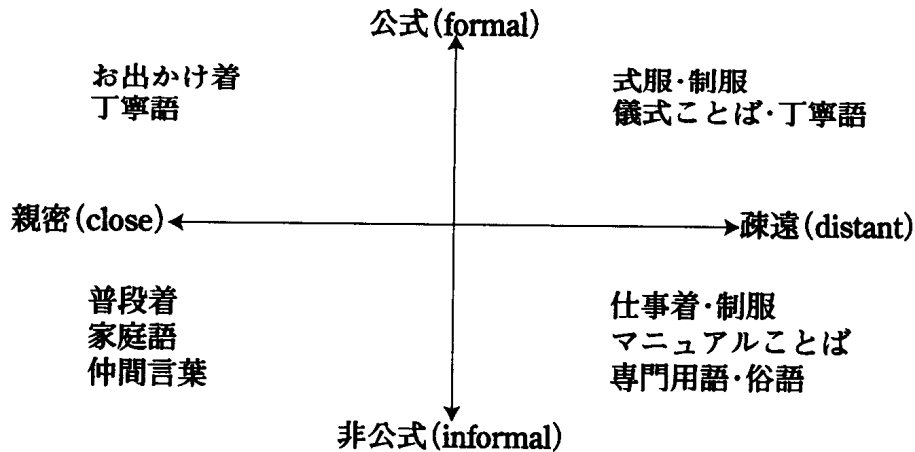 公式(formal)
お出かけ着
丁寧語
式服·制服
儀式ことば·丁寧語
親密(close)
疎遠(distant)
普段着
家庭語
仲間言葉
仕事着·制服
マニュアルことば
専門用語·俗語
非公式(informal)